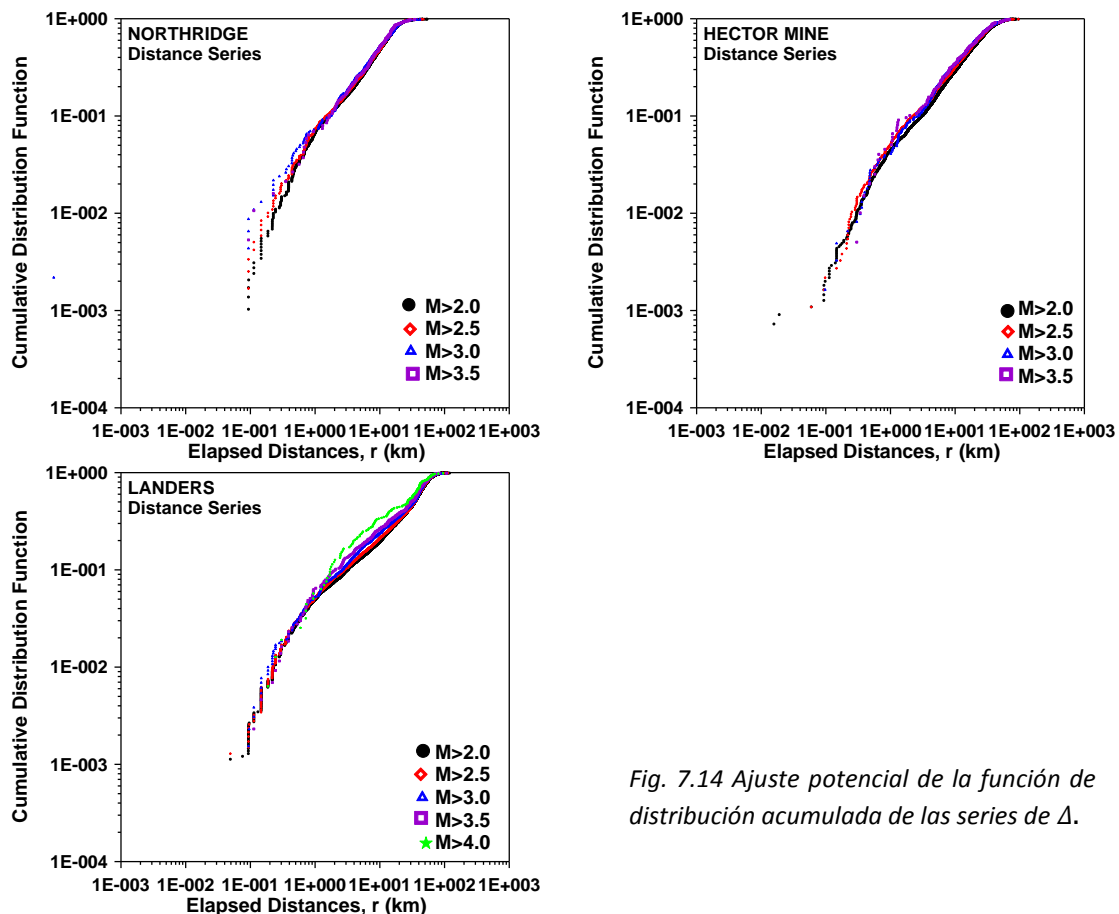 NORTHRIDGE
Distance Series
Cumulative Distribution Function
1E+000
1E-001
1E-002
1E-003
1E-004
M>2.0
M>2.5
M>3.0
M>3.5
1E-003 1E-002 1E-001 1E+000 1E+001 1E+002 1E+003
Elapsed Distances, r (km)
HECTOR MINE
Distance Series
Cumulative Distribution Function
1E+000
1E-001
1E-002
1E-003
1E-004
M>2.0
M>2.5
M>3.0
M>3.5
1E-003 1E-002 1E-001 1E+000 1E+001 1E+002 1E+003
Elapsed Distances, r (km)
LANDERS
Distance Series
Cumulative Distribution Function
1E+000
1E-001
1E-002
1E-003
1E-004
M>2.0
M>2.5
M>3.0
M>3.5
M>4.0
1E-003 1E-002 1E-001 1E+000 1E+001 1E+002 1E+003
Elapsed Distances, r (km)
Fig. 7.14 Ajuste potencial de la función de
distribución acumulada de las series de Δ.